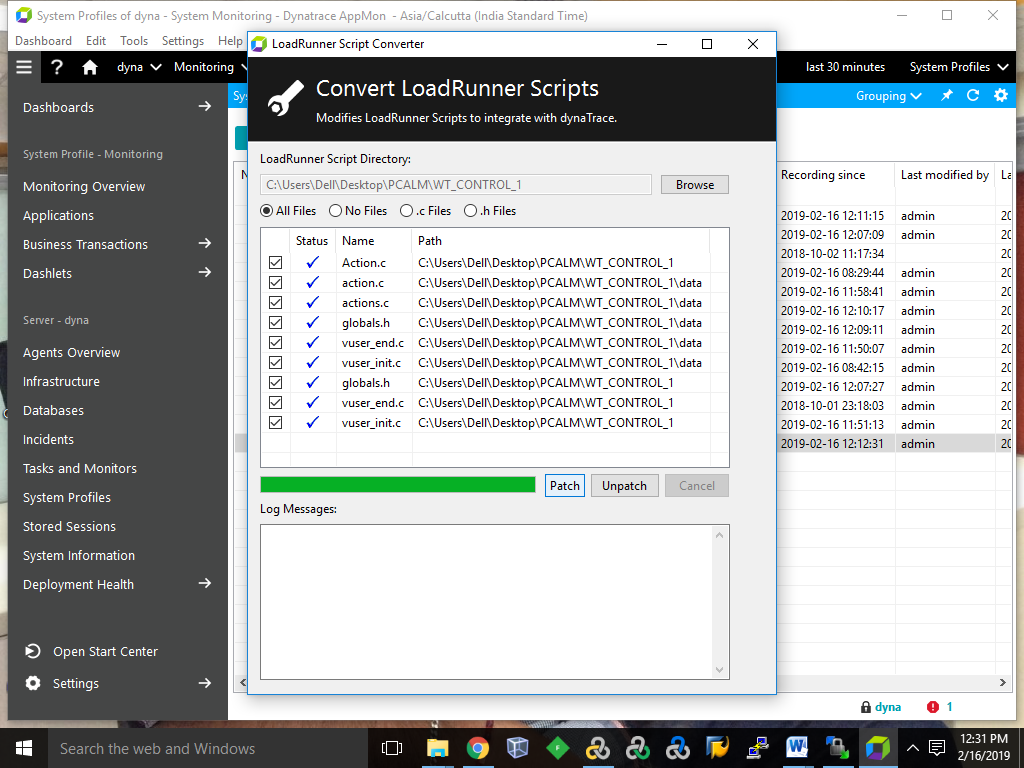 System Profiles of dyna - System Monitoring - Dynatrace AppMon - Asia/Calcutta (India Standard Time)
Dashboard Edit Tools Settings Help
dyna Monitoring last 30 minutes System Profiles
Grouping
Dashboards
System Profile - Monitoring
Monitoring Overview
Applications
Business Transactions
Dashlets
Server - dyna
Agents Overview
Infrastructure
Databases
Incidents
Tasks and Monitors
System Profiles
Stored Sessions
System Information
Deployment Health
Open Start Center
Settings
LoadRunner Script Converter
Convert LoadRunner Scripts
Modifies LoadRunner Scripts to integrate with dynaTrace.
LoadRunner Script Directory:
C:\Users\Dell\Desktop\PCALM\WT_CONTROL_1 Browse
All Files No Files .c Files .h Files
Status Name Path
Action.c C:\Users\Dell\Desktop\PCALM\WT_CONTROL_1
action.c C:\Users\Dell\Desktop\PCALM\WT_CONTROL_1\data
actions.c C:\Users\Dell\Desktop\PCALM\WT_CONTROL_1\data
globals.h C:\Users\Dell\Desktop\PCALM\WT_CONTROL_1\data
vuser_end.c C:\Users\Dell\Desktop\PCALM\WT_CONTROL_1\data
vuser_init.c C:\Users\Dell\Desktop\PCALM\WT_CONTROL_1\data
globals.h C:\Users\Dell\Desktop\PCALM\WT_CONTROL_1
vuser_end.c C:\Users\Dell\Desktop\PCALM\WT_CONTROL_1
vuser_init.c C:\Users\Dell\Desktop\PCALM\WT_CONTROL_1
Patch Unpatch Cancel
Log Messages:
Recording since Last modified by
2019-02-16 12:11:15 admin
2019-02-16 12:07:09 admin
2018-10-02 11:17:34
2019-02-16 08:29:44 admin
2019-02-16 11:58:41 admin
2019-02-16 12:10:17 admin
2019-02-16 12:09:11 admin
2019-02-16 11:50:07 admin
2019-02-16 08:42:15 admin
2019-02-16 12:07:27 admin
2018-10-01 23:18:03 admin
2019-02-16 11:51:13 admin
2019-02-16 12:12:31 admin
dyna 1
Search the web and Windows
12:31 PM
2/16/2019